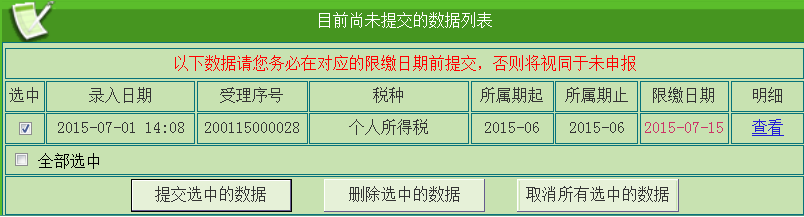 目前尚未提交的数据列表
以下数据请您务必在对应的限缴日期前提交，否则将视同于未申报
选中 录入日期 受理序号 税种 所属期起 所属期止 限缴日期 明细
2015-07-01 14:08 200115000028 个人所得税 2015-06 2015-06 2015-07-15 查看
全部选中
提交选中的数据 删除选中的数据 取消所有选中的数据